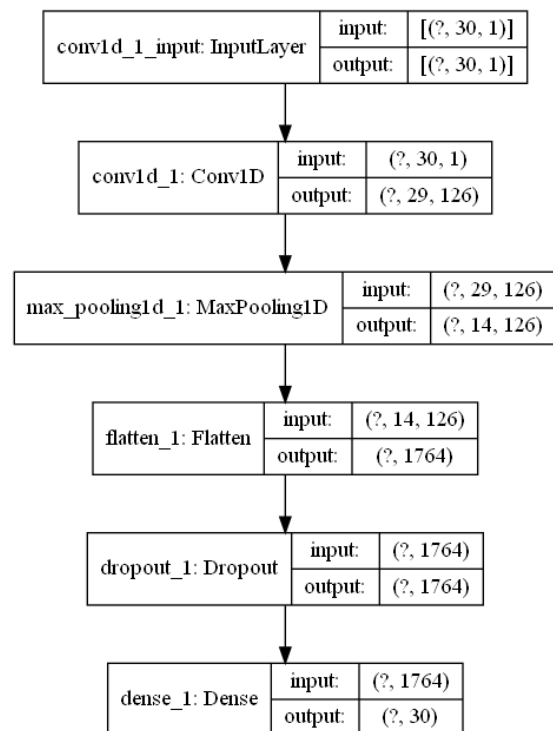 conv1d_1_input: InputLayer
input: [(?, 30, 1)]
output: [(?, 30, 1)]
conv1d_1: Conv1D
input: (?, 30, 1)
output: (?, 29, 126)
max_pooling1d_1: MaxPooling1D
input: (?, 29, 126)
output: (?, 14, 126)
flatten_1: Flatten
input: (?, 14, 126)
output: (?, 1764)
dropout_1: Dropout
input: (?, 1764)
output: (?, 1764)
dense_1: Dense
input: (?, 1764)
output: (?, 30)